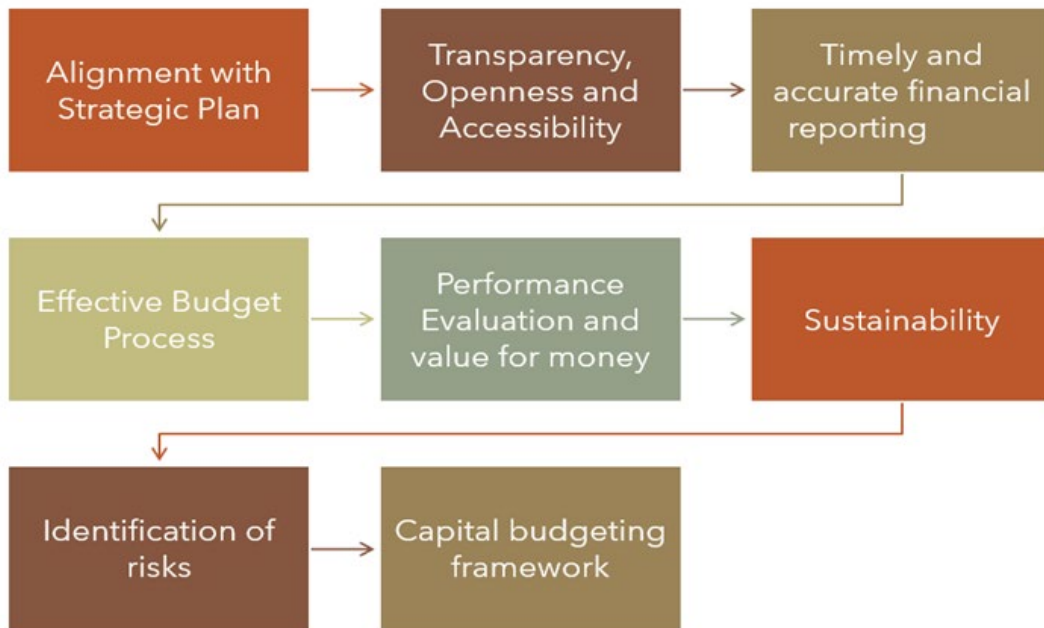 Alignment with
Strategic Plan
Transparency,
Openness and
Accessibility
Timely and
accurate financial
reporting
Effective Budget
Process
Performance
Evaluation and
value for money
Sustainability
Identification of
risks
Capital budgeting
framework